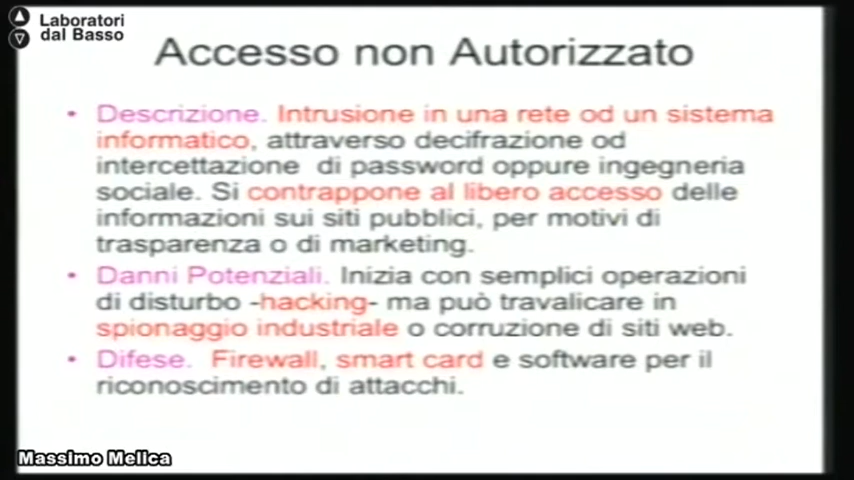 Laboratori
dal Basso
Accesso non Autorizzato
• Descrizione. Intrusione in una rete od un sistema
informatico, attraverso decifrazione od
intercettazione di password oppure ingegneria
sociale. Si contrappone al libero accesso delle
informazioni sui siti pubblici, per motivi di
trasparenza o di marketing.
• Danni Potenziali. Inizia con semplici operazioni
di disturbo -hacking- ma può travalicare in
spionaggio industriale o corruzione di siti web.
• Difese. Firewall, smart card e software per il
riconoscimento di attacchi.
Massimo Melica